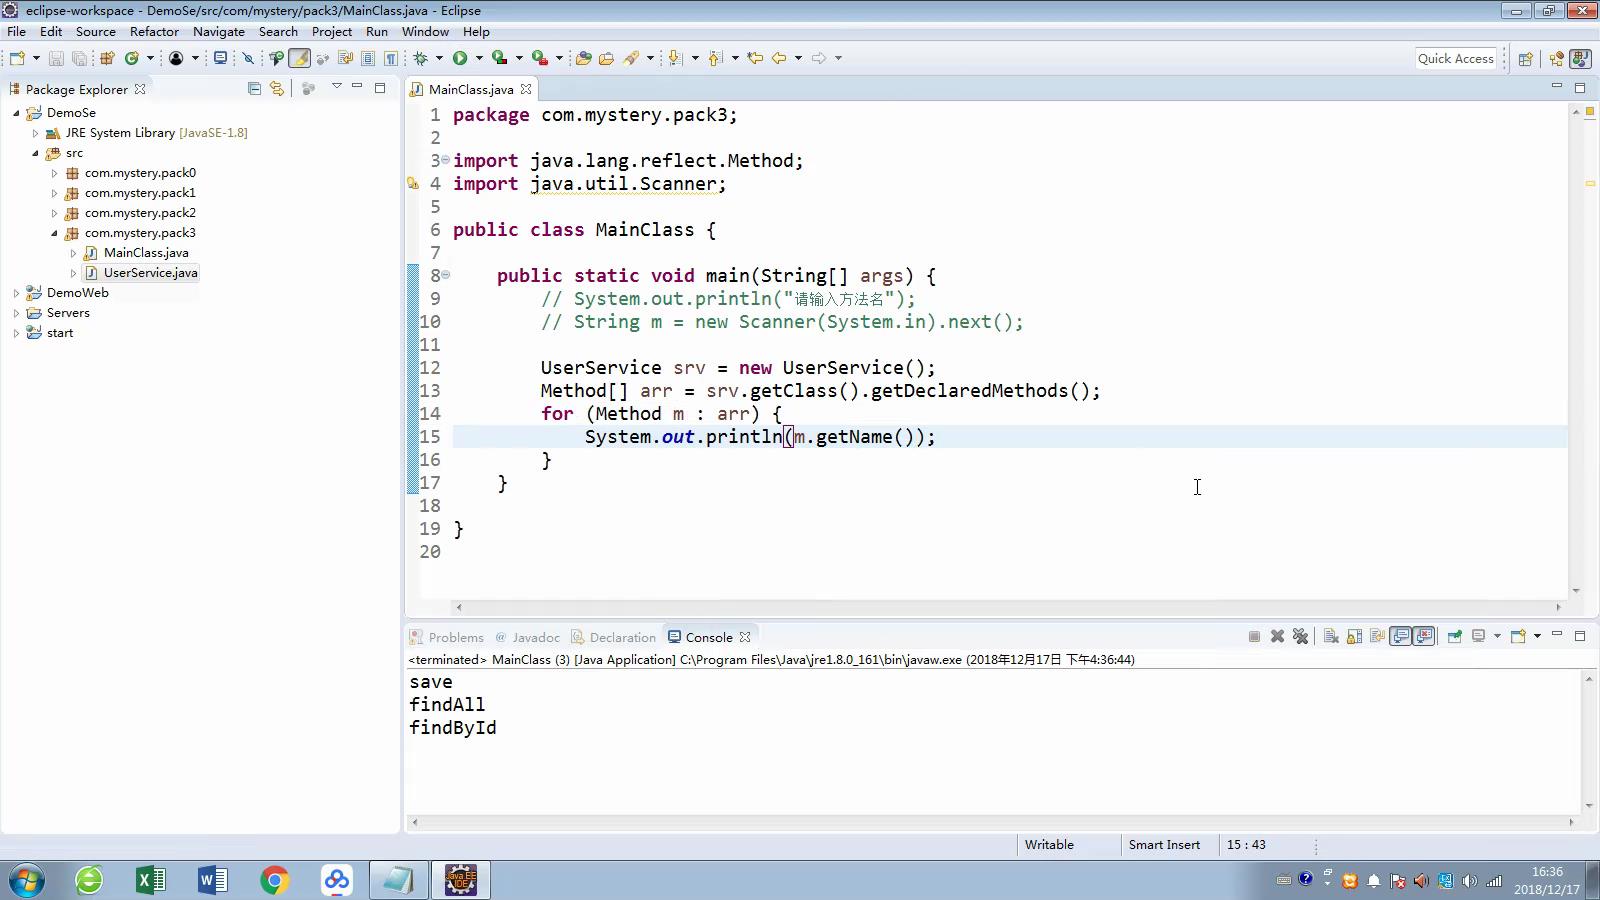 eclipse-workspace - DemoSe/src/com/mystery/pack3/MainClass.java - Eclipse
File Edit Source Refactor Navigate Search Project Run Window Help
Quick Access
Package Explorer
DemoSe
JRE System Library [JavaSE-1.8]
src
com.mystery.pack0
com.mystery.pack1
com.mystery.pack2
com.mystery.pack3
MainClass.java
UserService.java
DemoWeb
Servers
start
MainClass.java
1 package com.mystery.pack3;
2
3 import java.lang.reflect.Method;
4 import java.util.Scanner;
5
6 public class MainClass {
7
8 public static void main(String[] args) {
9 // System.out.println("请输入方法名");
10 // String m = new Scanner(System.in).next();
11
12 UserService srv = new UserService();
13 Method[] arr = srv.getClass().getDeclaredMethods();
14 for (Method m : arr) {
15 System.out.println(m.getName());
16 }
17 }
18
19 }
20
Problems @ Javadoc Declaration Console
<terminated> MainClass (3) [Java Application] C:\Program Files\Java\jre1.8.0_161\bin\javaw.exe (2018年12月17日 下午4:36:44)
save
findAll
findById
Writable Smart Insert 15 : 43
Java EE
IDE
16:36
2018/12/17